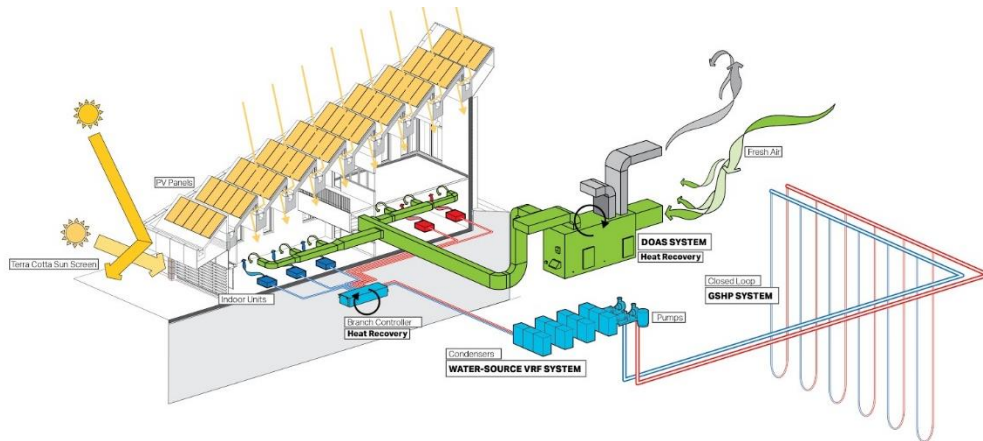 PV Panels
Fresh Air
Terra Cotta Sun Screen
DOAS SYSTEM
Heat Recovery
Closed Loop
GSHP SYSTEM
Indoor Units
Branch Controller
Heat Recovery
Pumps
Condensers
WATER-SOURCE VRF SYSTEM